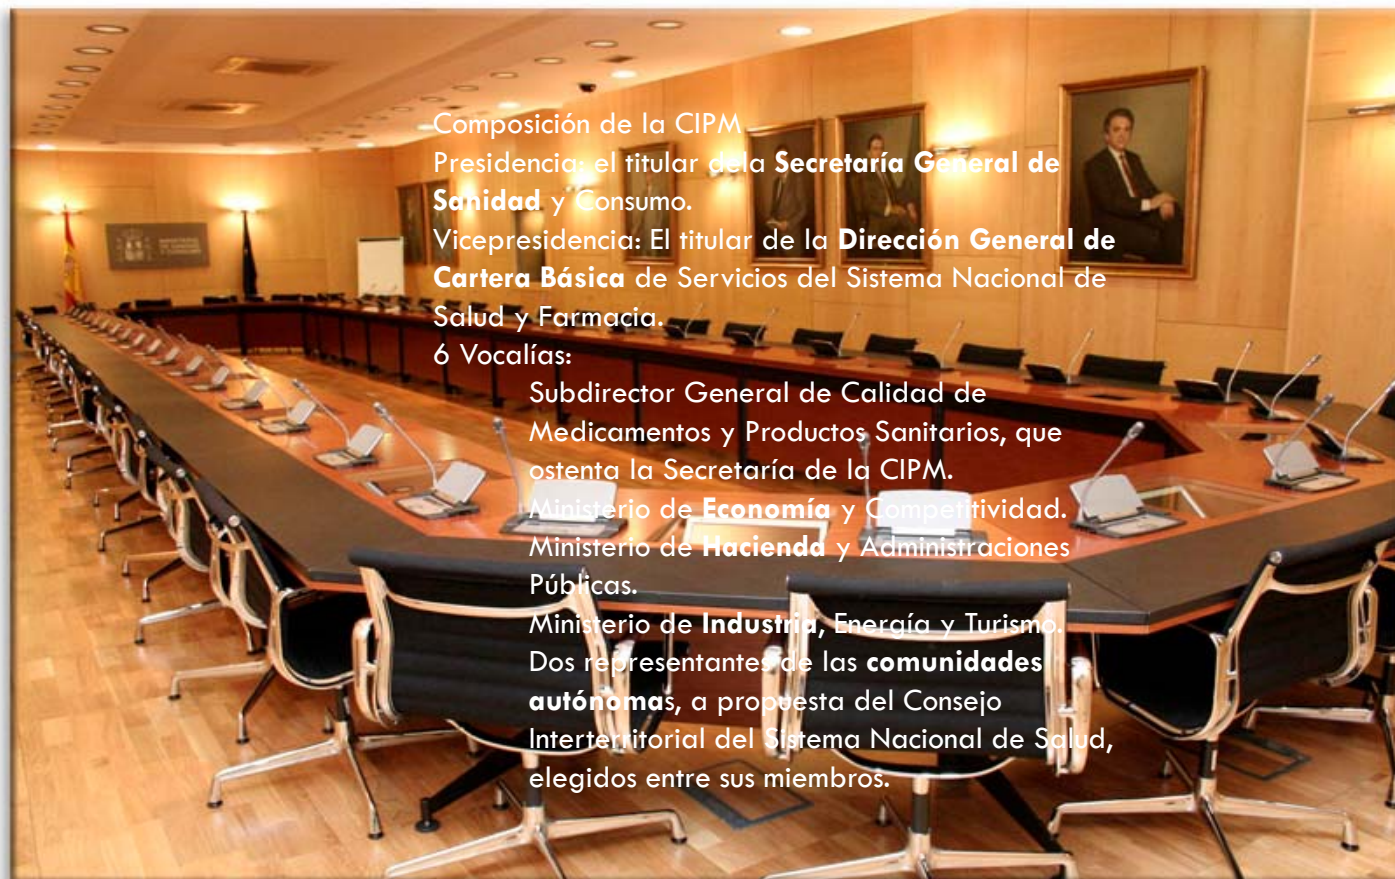 Composición de la CIPM
Presidencia: el titular dela Secretaría General de
Sanidad y Consumo.
Vicepresidencia: El titular de la Dirección General de
Cartera Básica de Servicios del Sistema Nacional de
Salud y Farmacia.
6 Vocalías:
Subdirector General de Calidad de
Medicamentos y Productos Sanitarios, que
ostenta la Secretaría de la CIPM.
Ministerio de Economía y Competitividad.
Ministerio de Hacienda y Administraciones
Públicas.
Ministerio de Industria, Energía y Turismo.
Dos representantes de las comunidades
autónomas, a propuesta del Consejo
Interterritorial del Sistema Nacional de Salud,
elegidos entre sus miembros.